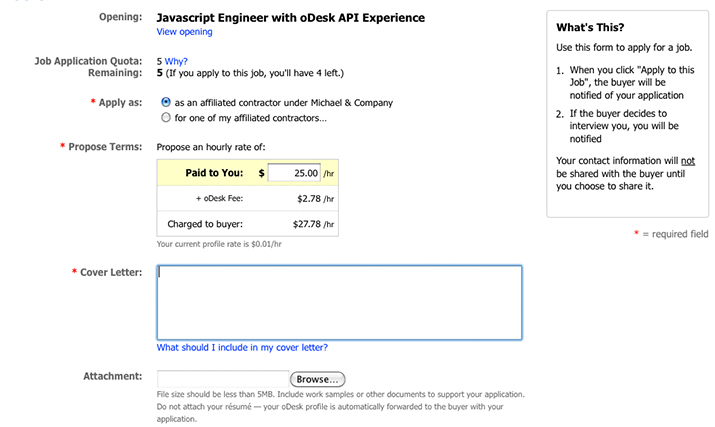 Opening: Javascript Engineer with oDesk API Experience
View opening
Job Application Quota: 5 Why?
Remaining: 5 (If you apply to this job, you'll have 4 left.)
* Apply as: as an affiliated contractor under Michael & Company
for one of my affiliated contractors...
* Propose Terms: Propose an hourly rate of:
Paid to You: $ 25.00 /hr
+ oDesk Fee: $2.78 /hr
Charged to buyer: $27.78 /hr
Your current profile rate is $0.01/hr
* Cover Letter:
What should I include in my cover letter?
Attachment: Browse...
File size should be less than 5MB. Include work samples or other documents to support your application.
Do not attach your résumé — your oDesk profile is automatically forwarded to the buyer with your
application.
What's This?
Use this form to apply for a job.
1. When you click "Apply to this
Job", the buyer will be
notified of your application
2. If the buyer decides to
interview you, you will be
notified
Your contact information will not
be shared with the buyer until
you choose to share it.
* = required field